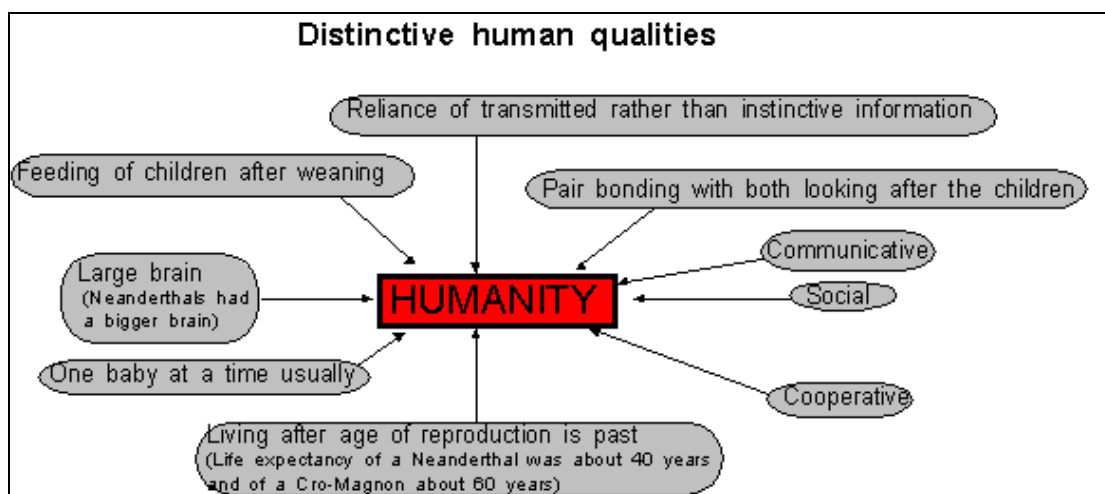 Distinctive human qualities
Reliance of transmitted rather than instinctive information
Feeding of children after weaning
Pair bonding with both looking after the children
Communicative
Large brain
(Neanderthals had
a bigger brain)
HUMANITY
Social
One baby at a time usually
Cooperative
Living after age of reproduction is past
(Life expectancy of a Neanderthal was about 40 years
and of a Cro-Magnon about 60 years)